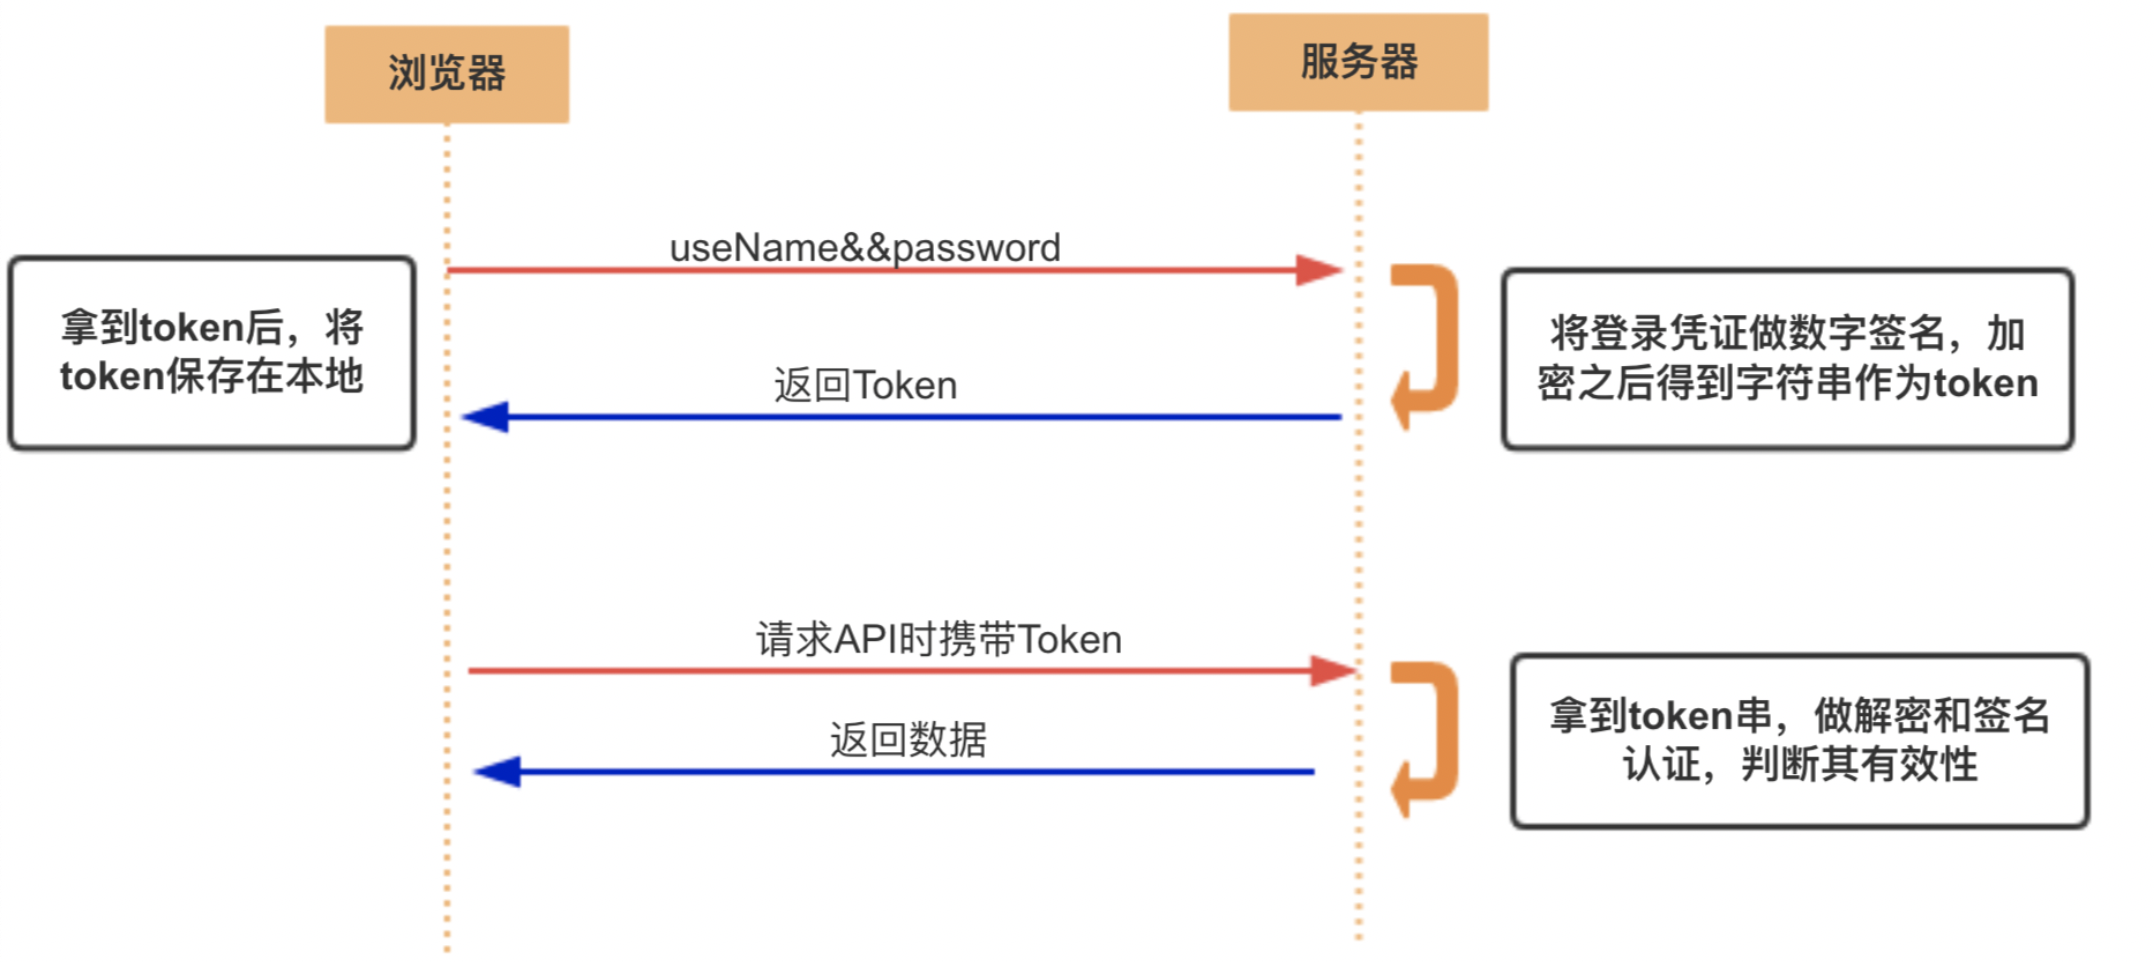 浏览器
服务器
useName&&password
拿到token后，将
token保存在本地
将登录凭证做数字签名，加
密之后得到字符串作为token
返回Token
请求API时携带Token
返回数据
拿到token串，做解密和签名
认证，判断其有效性